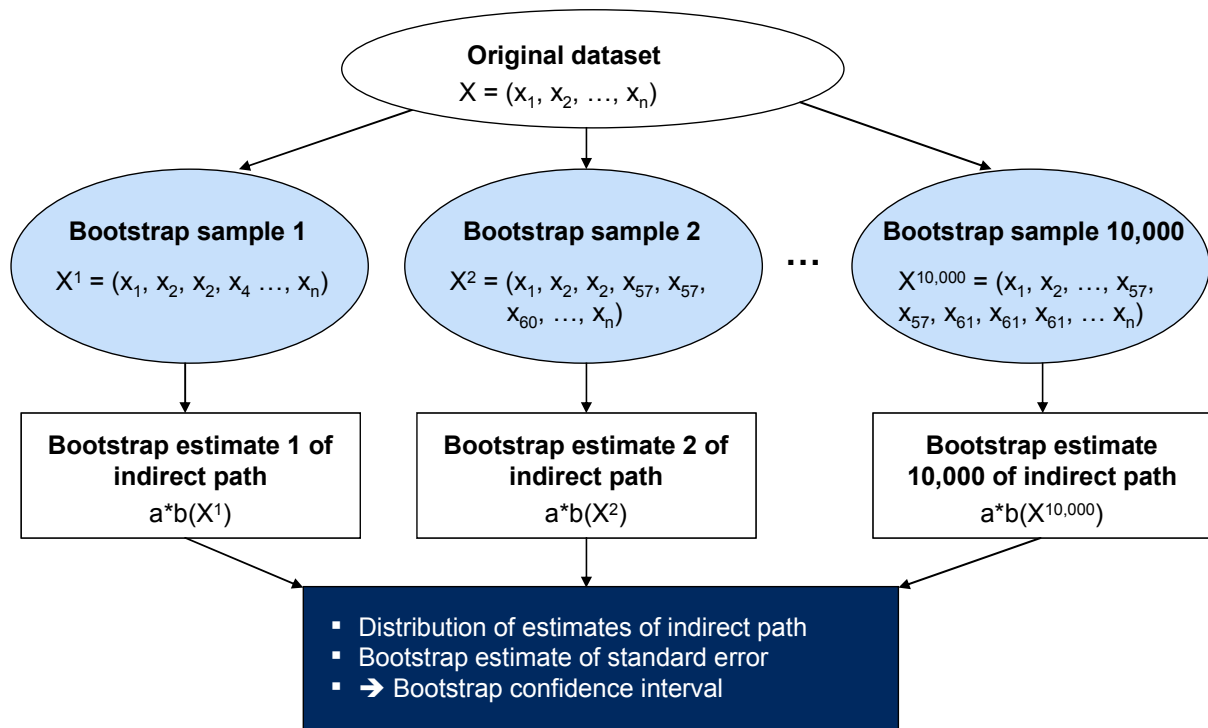 Original dataset
X = (x₁, x₂, …, xₙ)
Bootstrap sample 1
X¹ = (x₁, x₂, x₂, x₄ …, xₙ)
Bootstrap sample 2
X² = (x₁, x₂, x₂, x₅₇, x₅₇,
x₆₀, …, xₙ)
…
Bootstrap sample 10,000
X¹⁰,⁰⁰⁰ = (x₁, x₂, …, x₅₇,
x₅₇, x₆₁, x₆₁, x₆₁, … xₙ)
Bootstrap estimate 1 of
indirect path
a*b(X¹)
Bootstrap estimate 2 of
indirect path
a*b(X²)
Bootstrap estimate
10,000 of indirect path
a*b(X¹⁰,⁰⁰⁰)
▪ Distribution of estimates of indirect path
▪ Bootstrap estimate of standard error
▪ ➔ Bootstrap confidence interval